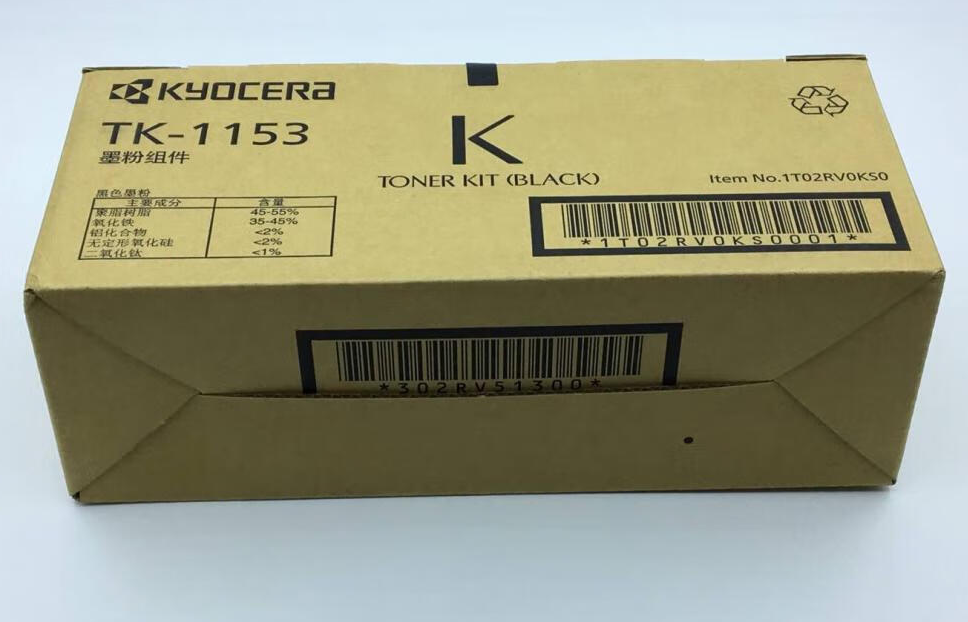 KYOCERA
TK-1153
墨粉组件
K
TONER KIT (BLACK)
Item No.1T02RV0KS0
黑色墨粉
主要成分 含量
聚脂树脂 45-55%
氧化铁 35-45%
铝化合物 <2%
无定形氧化硅 <2%
二氧化钛 <1%
*1T02RV0KS0001*
*302RV51300*